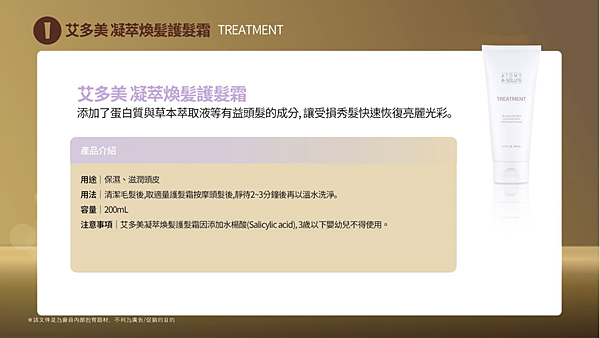 艾多美 凝萃煥髮護髮霜 TREATMENT
艾多美 凝萃煥髮護髮霜
添加了蛋白質與草本萃取液等有益頭髮的成分, 讓受損秀髮快速恢復亮麗光彩。
產品介紹
用途｜保濕、滋潤頭皮
用法｜清潔毛髮後,取適量護髮霜按摩頭髮後,靜待2~3分鐘後再以溫水洗淨。
容量｜200mL
注意事項｜艾多美凝萃煥髮護髮霜因添加水楊酸(Salicylic acid), 3歲以下嬰幼兒不得使用。
ATOMY
TREATMENT
※該文件是為會員內部教育題材，不利為廣告/促銷的目的